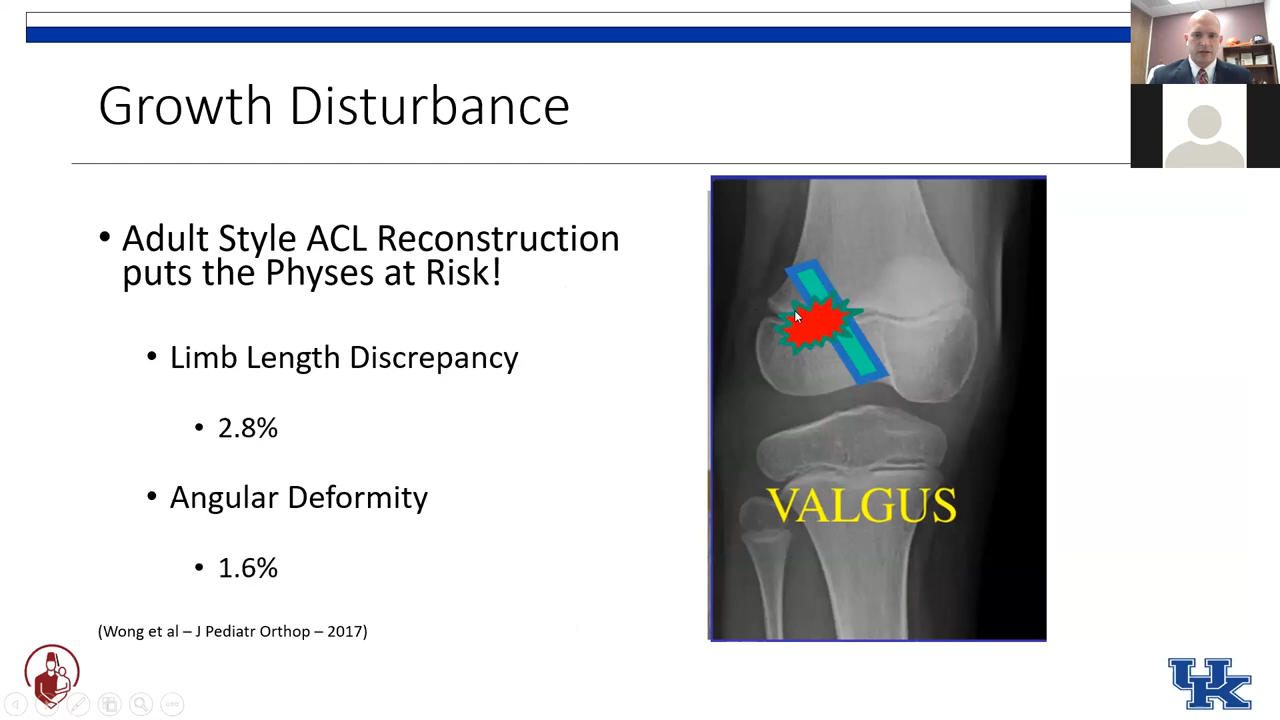 Growth Disturbance
• Adult Style ACL Reconstruction
puts the Physes at Risk!
• Limb Length Discrepancy
• 2.8%
• Angular Deformity
• 1.6%
(Wong et al – J Pediatr Orthop – 2017)
VALGUS
UK